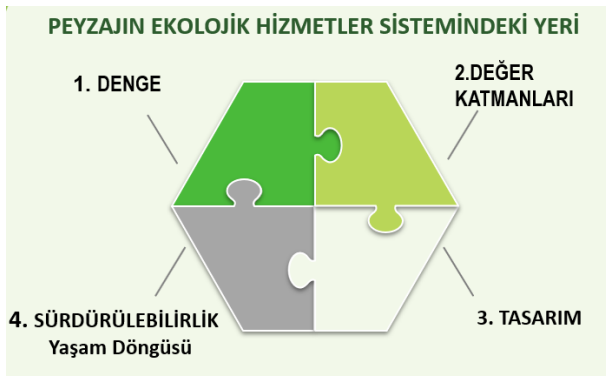 PEYZAJIN EKOLOJİK HİZMETLER SİSTEMİNDEKİ YERİ
1. DENGE
2.DEĞER
KATMANLARI
3. TASARIM
4. SÜRDÜRÜLEBİLİRLİK
Yaşam Döngüsü